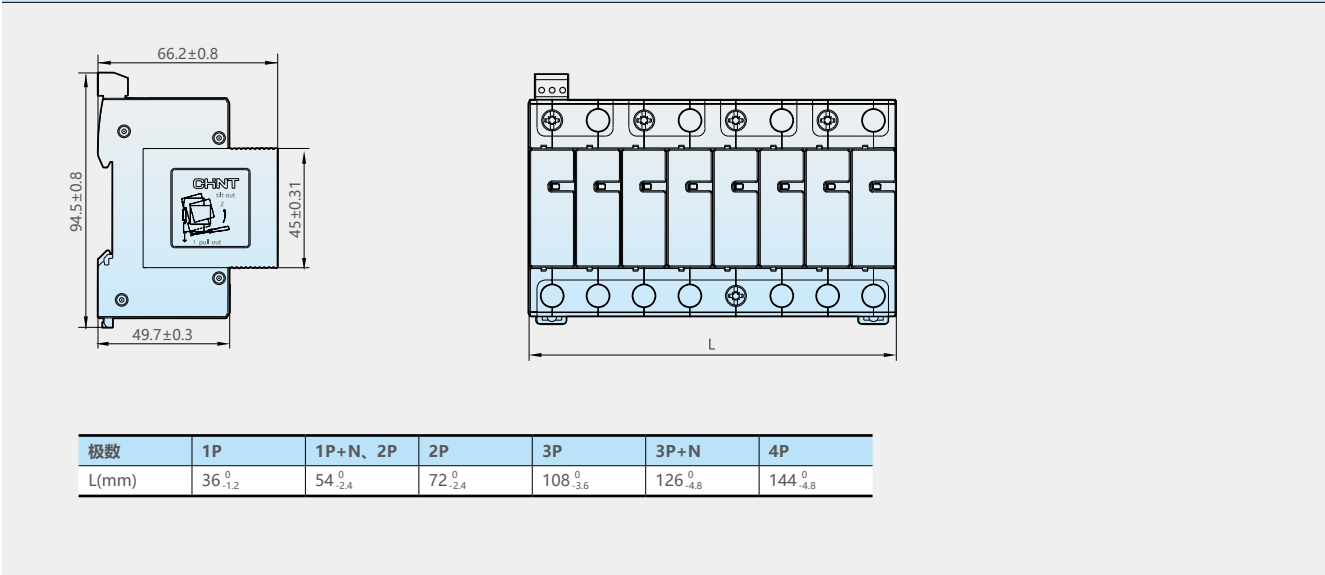 66.2±0.8
94.5±0.8
CHNT
tilt out
2
1 pull out
45±0.31
49.7±0.3
L
极数 1P 1P+N、2P 2P 3P 3P+N 4P
L(mm) 36 0 -1.2 54 0 -2.4 72 0 -2.4 108 0 -3.6 126 0 -4.8 144 0 -4.8